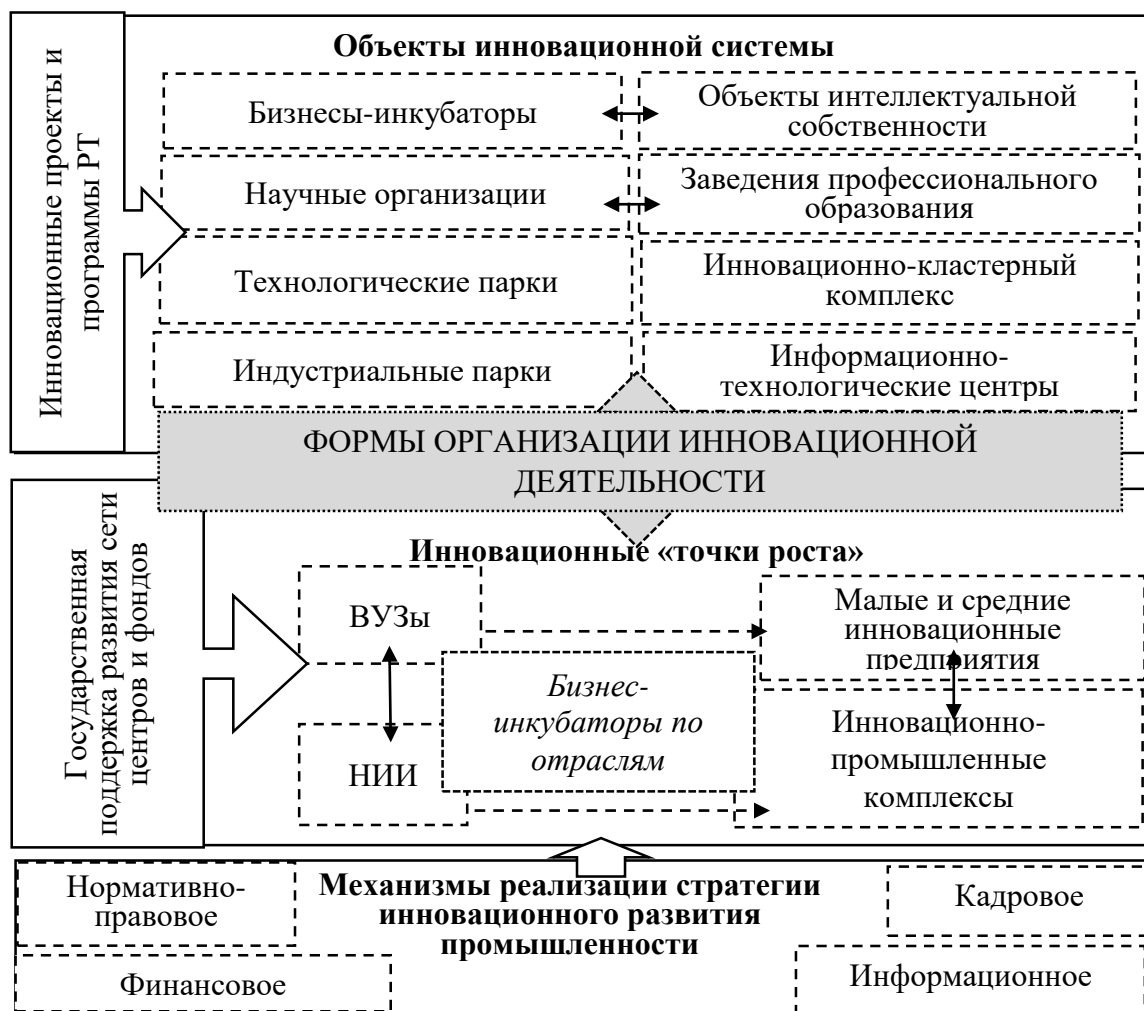 Инновационные проекты и
программы РТ
Объекты инновационной системы
Бизнесы-инкубаторы
Объекты интеллектуальной
собственности
Научные организации
Заведения профессионального
образования
Технологические парки
Инновационно-кластерный
комплекс
Индустриальные парки
Информационно-
технологические центры
ФОРМЫ ОРГАНИЗАЦИИ ИННОВАЦИОННОЙ
ДЕЯТЕЛЬНОСТИ
Государственная
поддержка развития сети
центров и фондов
Инновационные «точки роста»
ВУЗы
Малые и средние
инновационные
предприятия
Бизнес-
инкубаторы по
отраслям
НИИ
Инновационно-
промышленные
комплексы
Механизмы реализации стратегии
инновационного развития
промышленности
Нормативно-
правовое
Кадровое
Финансовое
Информационное